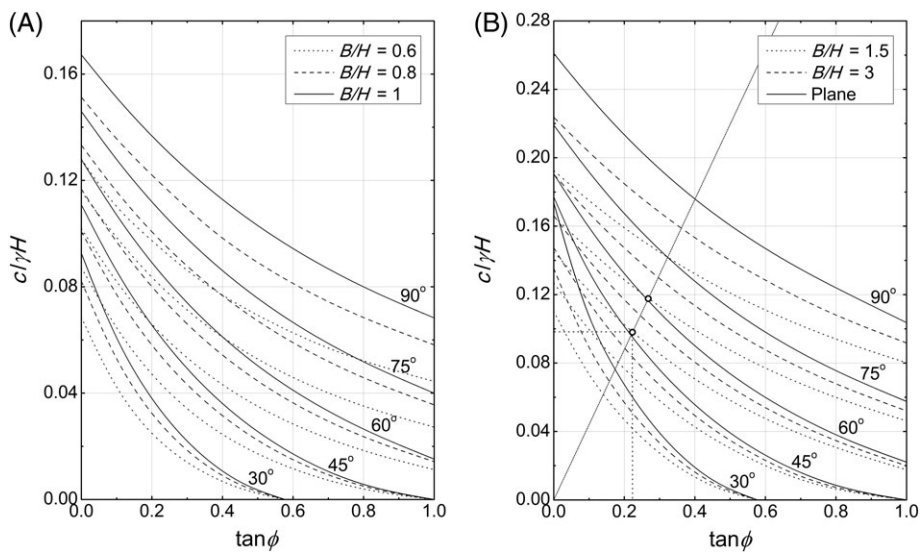 (A)
B/H = 0.6
B/H = 0.8
B/H = 1
c/γH
0.16
0.12
0.08
0.04
0.00
90°
75°
60°
45°
30°
0.0 0.2 0.4 0.6 0.8 1.0
tanϕ
(B)
B/H = 1.5
B/H = 3
Plane
c/γH
0.28
0.24
0.20
0.16
0.12
0.08
0.04
0.00
90°
75°
60°
45°
30°
0.0 0.2 0.4 0.6 0.8 1.0
tanϕ